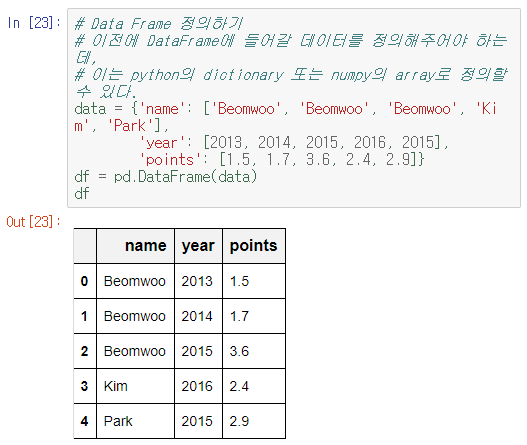 In [23]: # Data Frame 정의하기
# 이전에 DataFrame에 들어갈 데이터를 정의해주어야 하는
데,
# 이는 python의 dictionary 또는 numpy의 array로 정의할
수 있다.
data = {'name': ['Beomwoo', 'Beomwoo', 'Beomwoo', 'Ki
m', 'Park'],
'year': [2013, 2014, 2015, 2016, 2015],
'points': [1.5, 1.7, 3.6, 2.4, 2.9]}
df = pd.DataFrame(data)
df
Out[23]:
name year points
0 Beomwoo 2013 1.5
1 Beomwoo 2014 1.7
2 Beomwoo 2015 3.6
3 Kim 2016 2.4
4 Park 2015 2.9